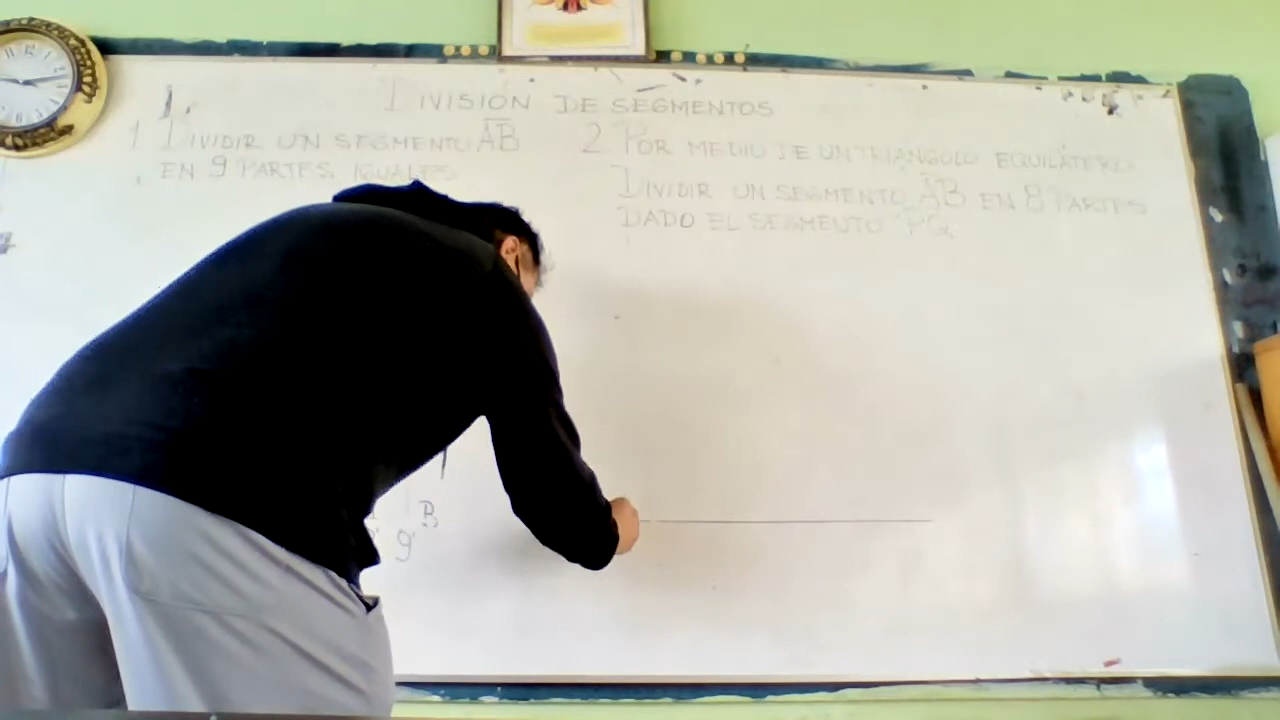 DIVISION DE SEGMENTOS
1 DIVIDIR UN SEGMENTO AB
EN 9 PARTES IGUALES
2 POR MEDIO DE UN TRIANGULO EQUILÁTERO
DIVIDIR UN SEGMENTO AB EN 8 PARTES
DADO EL SEGMENTO PQ
B
9'